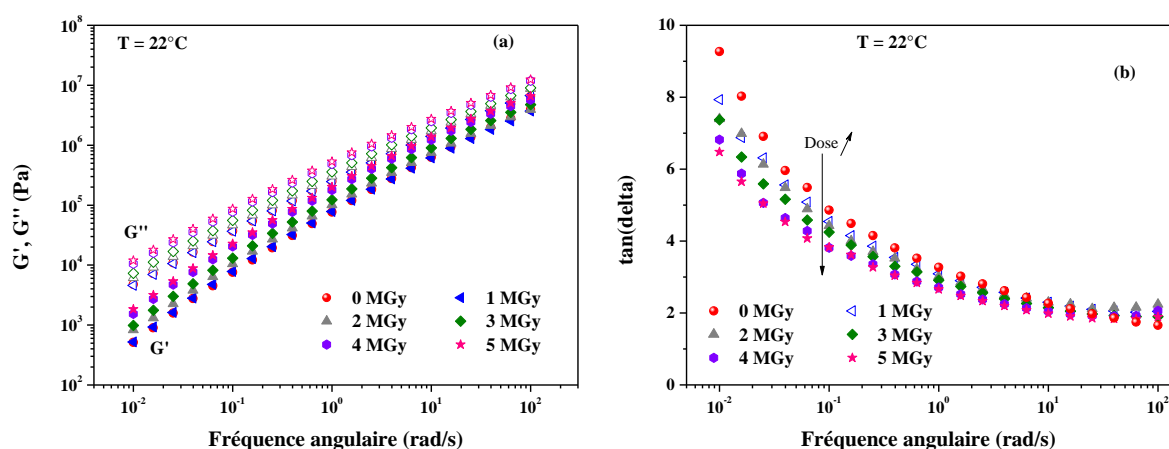 T = 22°C
(a)
G', G'' (Pa)
10^8
10^7
10^6
10^5
10^4
10^3
10^2
G''
G'
0 MGy
1 MGy
2 MGy
3 MGy
4 MGy
5 MGy
10^-2
10^-1
10^0
10^1
10^2
Fréquence angulaire (rad/s)
T = 22°C
(b)
tan(delta)
10
8
6
4
2
0
Dose
0 MGy
1 MGy
2 MGy
3 MGy
4 MGy
5 MGy
10^-2
10^-1
10^0
10^1
10^2
Fréquence angulaire (rad/s)